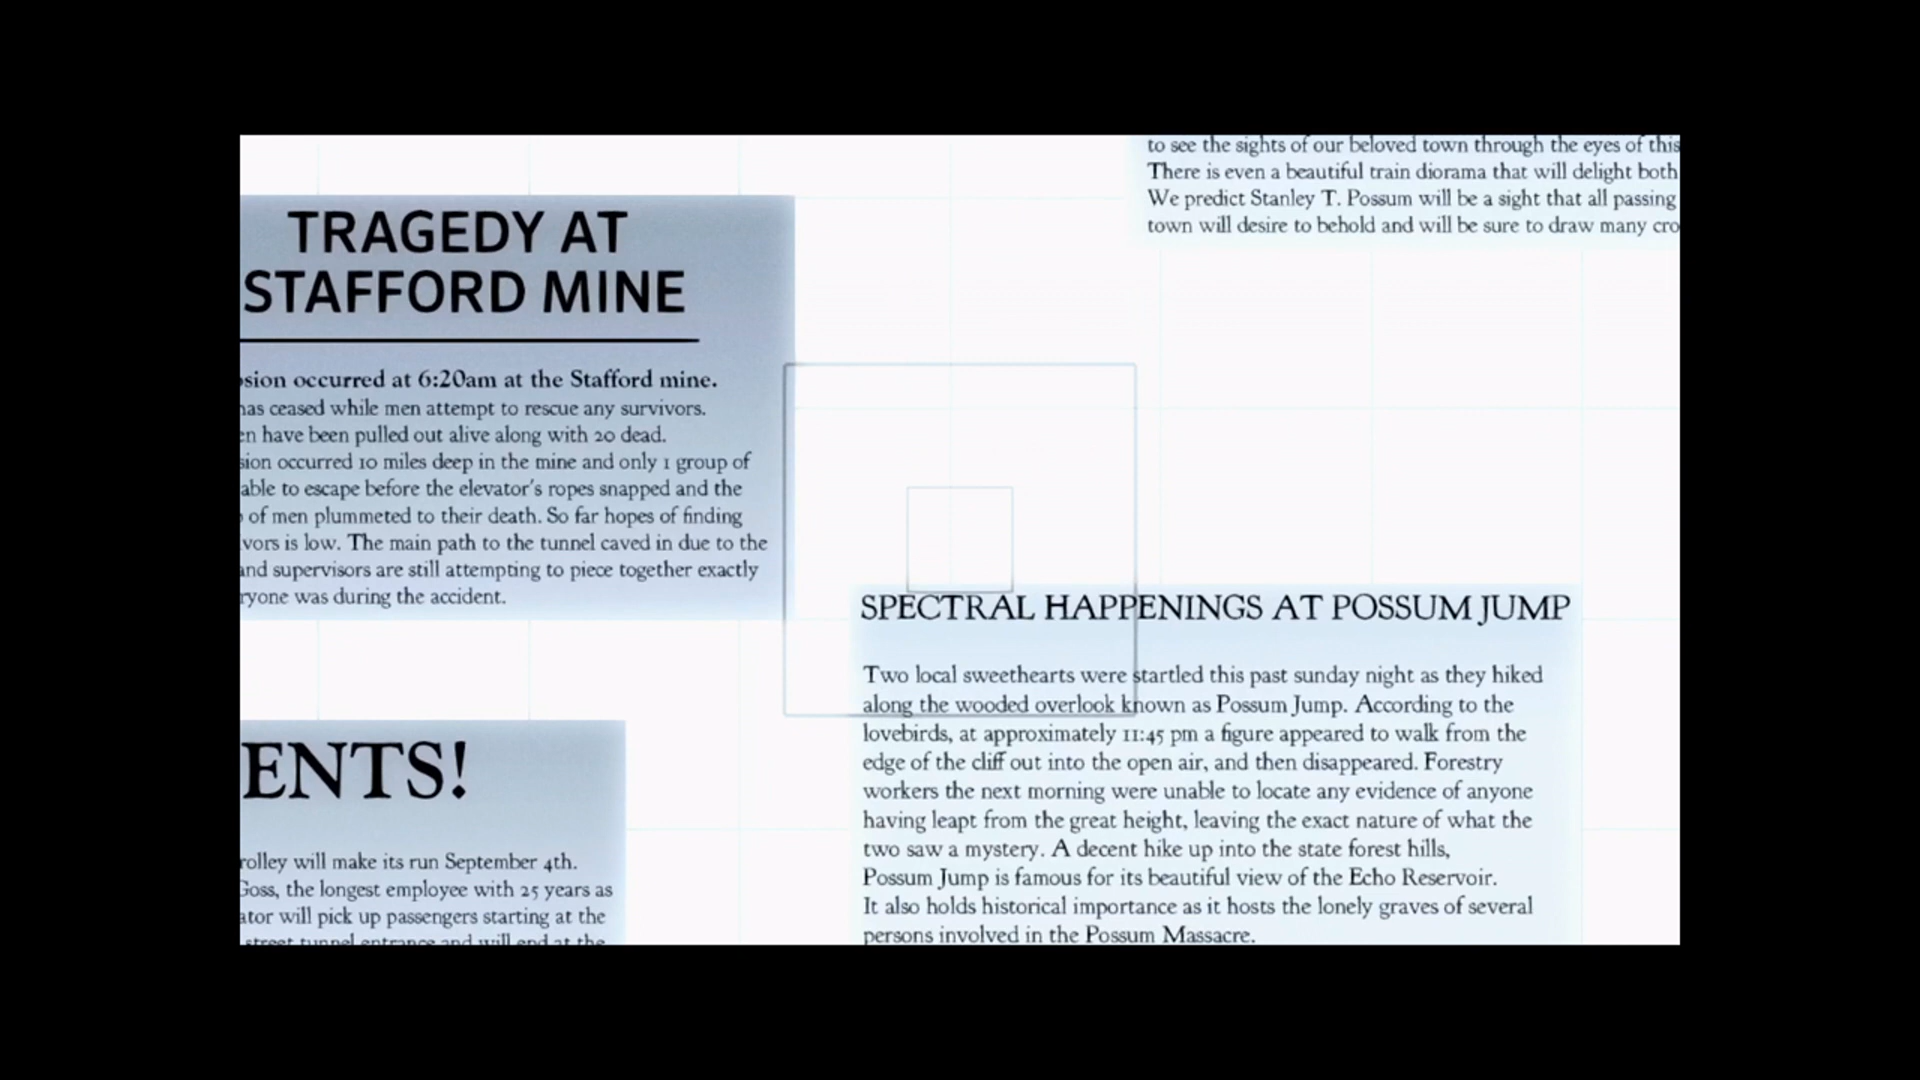 to see the sights of our beloved town through the eyes of this
There is even a beautiful train diorama that will delight both
We predict Stanley T. Possum will be a sight that all passing
town will desire to behold and will be sure to draw many
TRAGEDY AT
STAFFORD MINE
occurred at 6:20am at the Stafford mine.
has ceased while men attempt to rescue any survivors.
have been pulled out alive along with 20 dead.
occurred 10 miles deep in the mine and only 1 group of
able to escape before the elevator's ropes snapped and the
of men plummeted to their death. So far hopes of finding
is low. The main path to the tunnel caved in due to the
and supervisors are still attempting to piece together exactly
was during the accident.
SPECTRAL HAPPENINGS AT POSSUM JUMP
Two local sweethearts were startled this past sunday night as they hiked
along the wooded overlook known as Possum Jump. According to the
lovebirds, at approximately 11:45 pm a figure appeared to walk from the
edge of the cliff out into the open air, and then disappeared. Forestry
workers the next morning were unable to locate any evidence of anyone
having leapt from the great height, leaving the exact nature of what the
two saw a mystery. A decent hike up into the state forest hills,
Possum Jump is famous for its beautiful view of the Echo Reservoir.
It also holds historical importance as it hosts the lonely graves of several
persons involved in the Possum Massacre.
ENTS!
rolley will make its run September 4th.
Goss, the longest employee with 25 years as
ator will pick up passengers starting at the
street tunnel entrance and will end at the